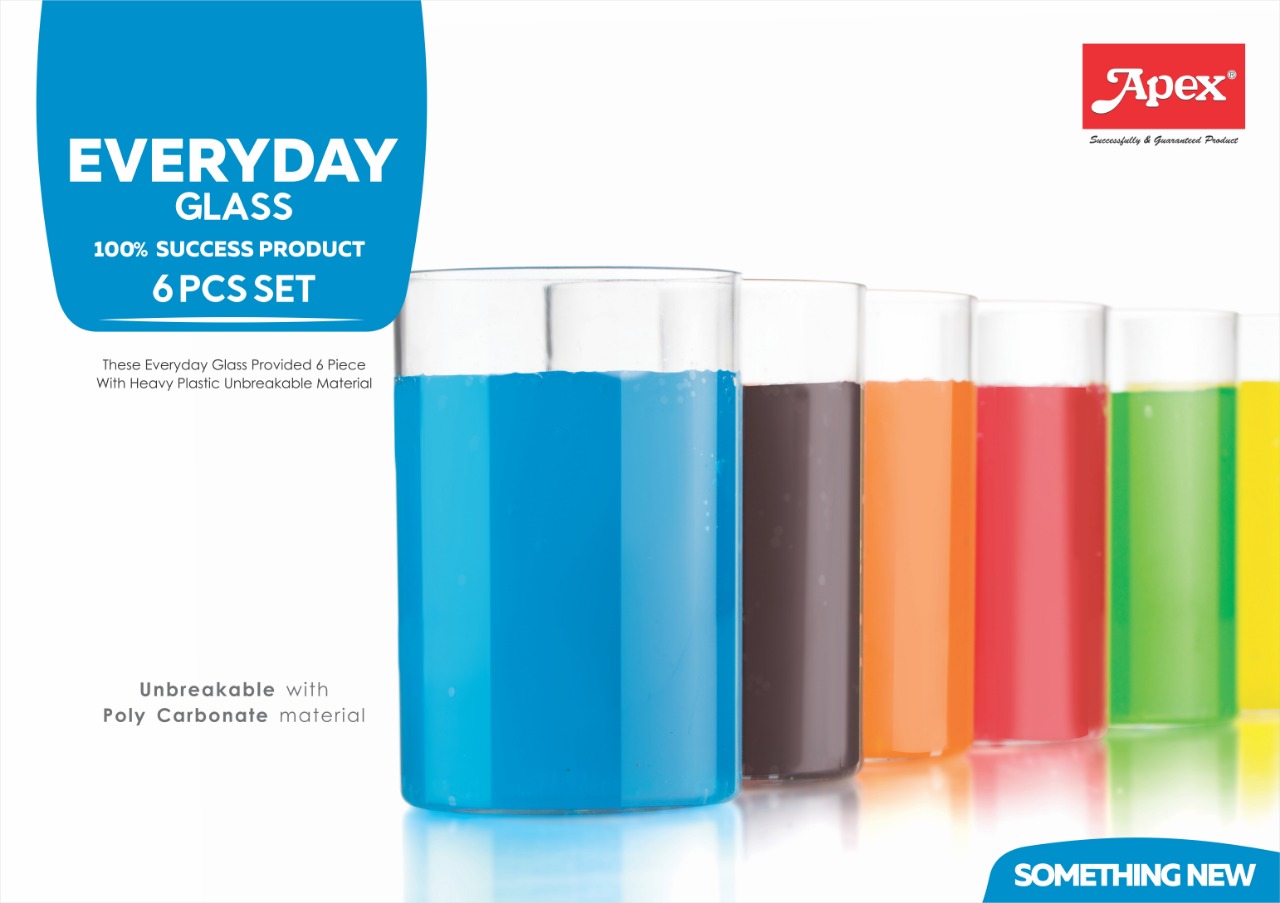 EVERYDAY
GLASS
100% SUCCESS PRODUCT
6 PCS SET
These Everyday Glass Provided 6 Piece
With Heavy Plastic Unbreakable Material
Unbreakable with
Poly Carbonate material
Apex®
Successfully & Guaranteed Product
SOMETHING NEW